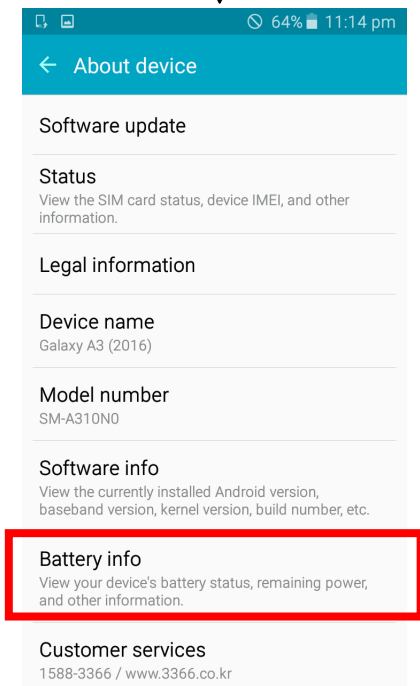 64% 11:14 pm
About device
Software update
Status
View the SIM card status, device IMEI, and other
information.
Legal information
Device name
Galaxy A3 (2016)
Model number
SM-A310N0
Software info
View the currently installed Android version,
baseband version, kernel version, build number, etc.
Battery info
View your device's battery status, remaining power,
and other information.
Customer services
1588-3366 / www.3366.co.kr